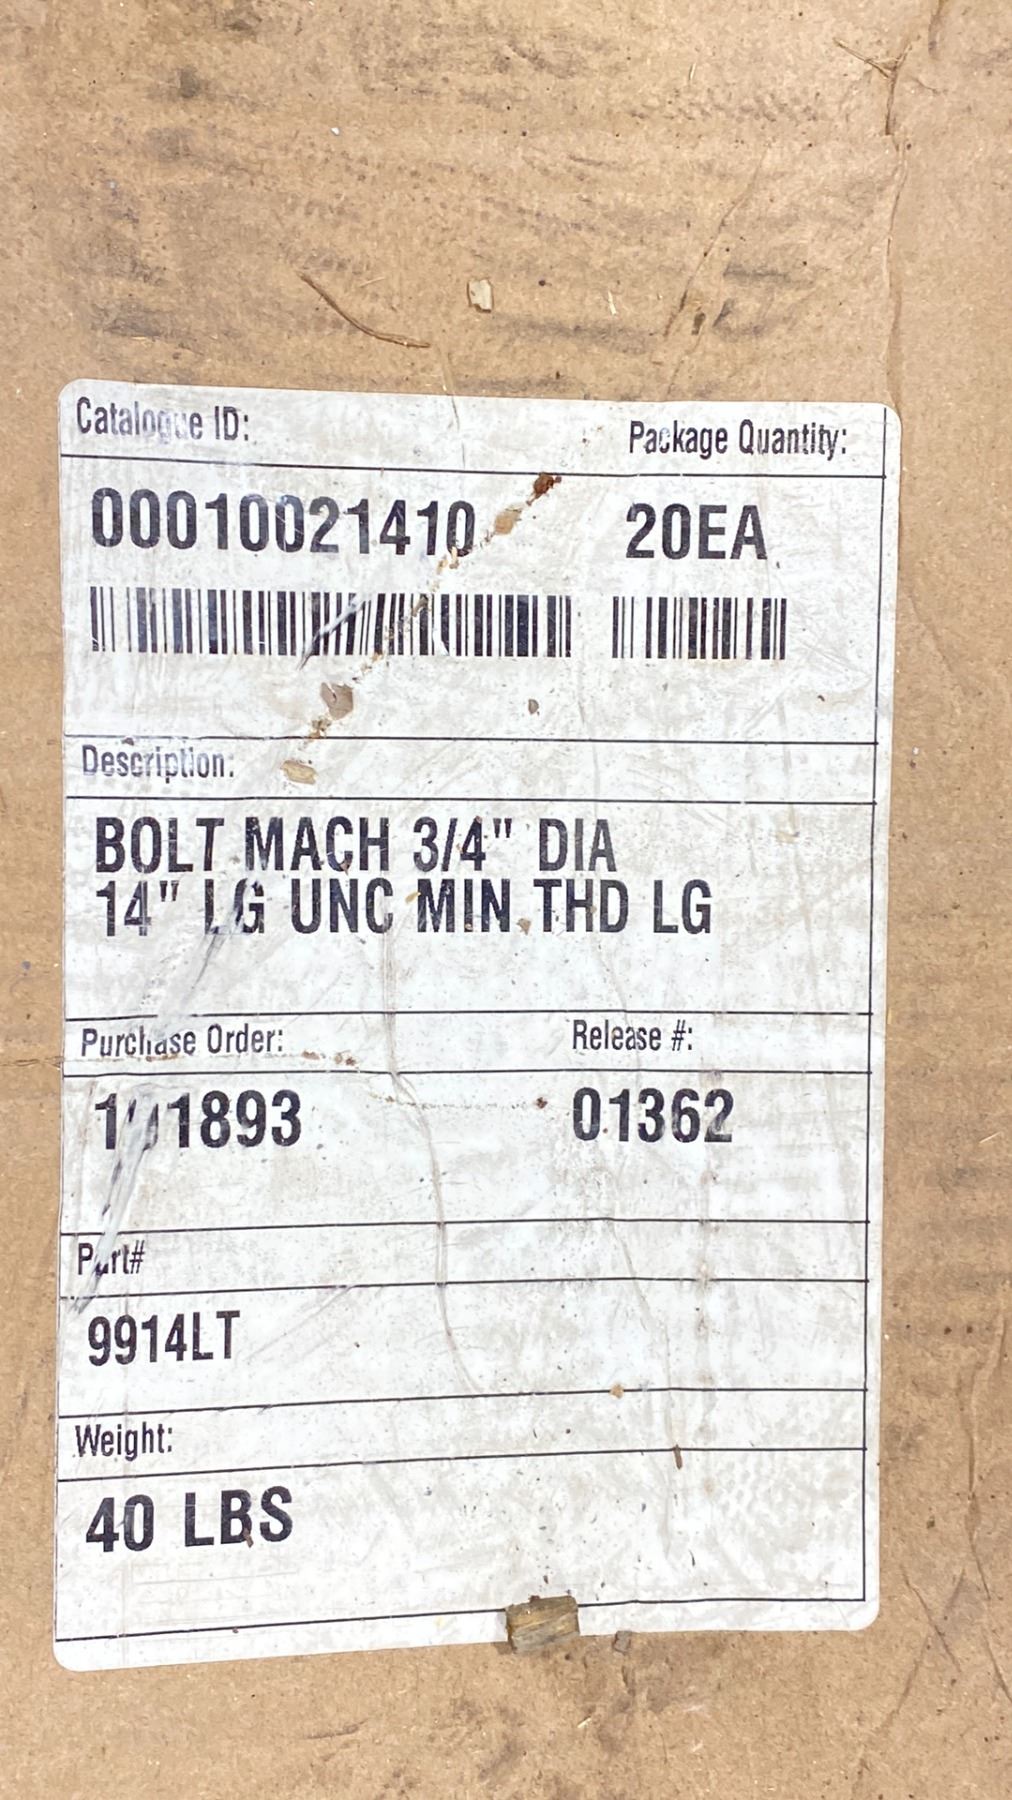 Catalogue ID:
Package Quantity:
00010021410
20EA
Description:
BOLT MACH 3/4" DIA
14" LG UNC MIN THD LG
Purchase Order:
Release #:
01362
Part#
9914LT
Weight:
40 LBS